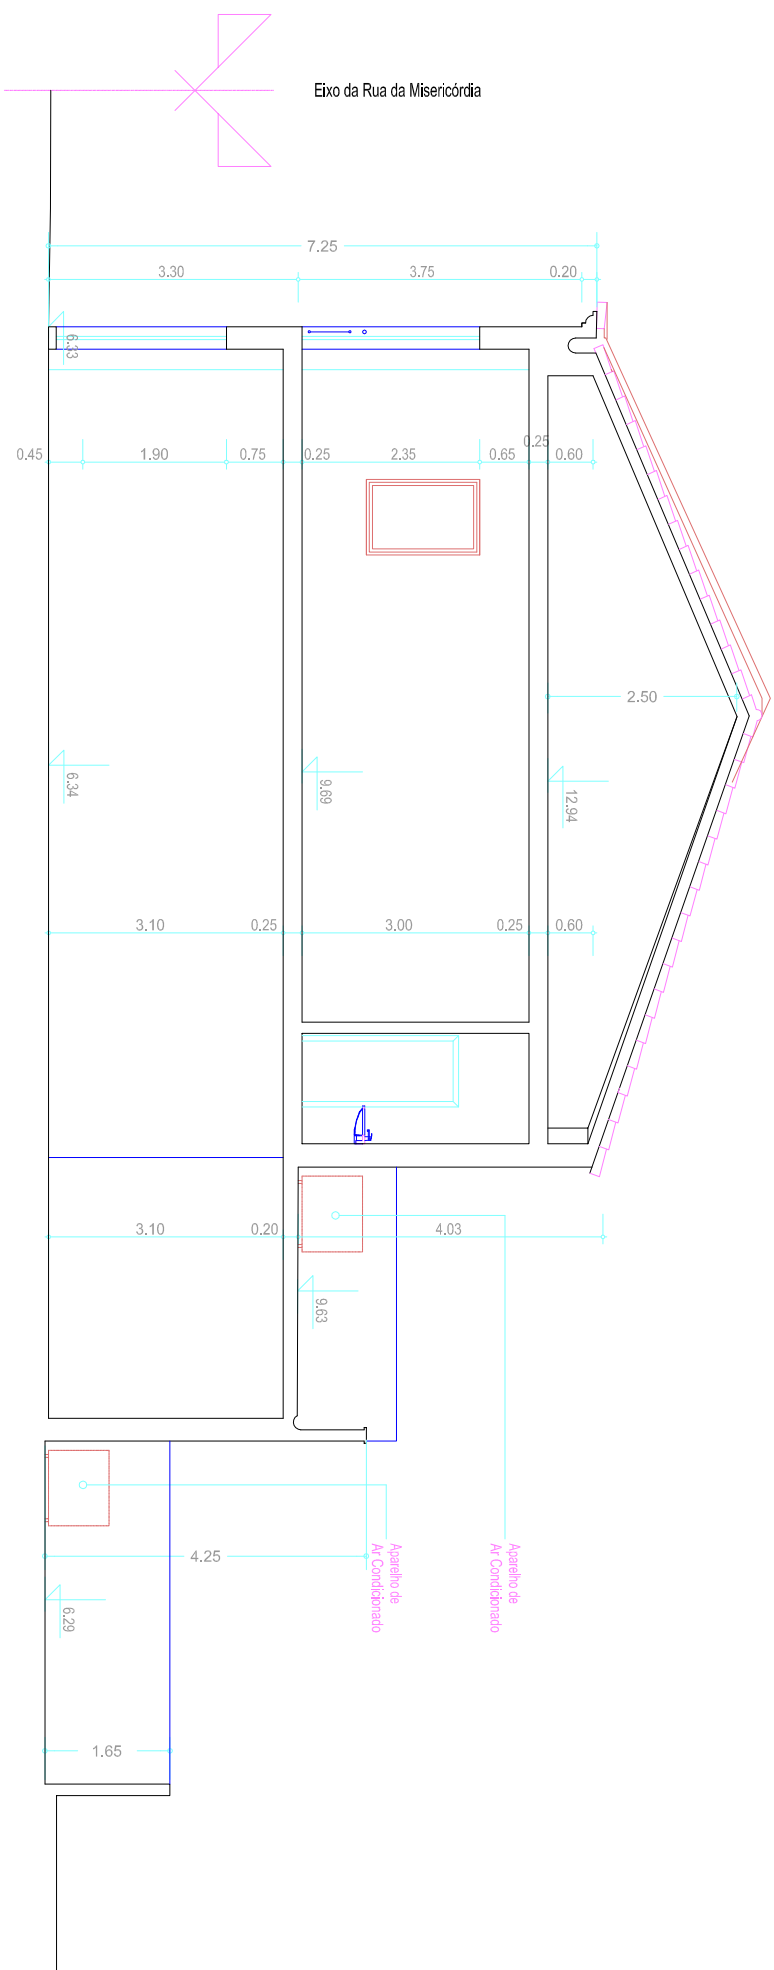 Eixo da Rua da Misericórdia
7.25
3.30 3.75 0.20
6.33
0.45 1.90 0.75 0.25 2.35 0.65 0.25 0.60
2.50
6.34
9.69
12.94
3.10 0.25 3.00 0.25 0.60
3.10 0.20 4.03
9.63
Aparelho de
Ar Condicionado
Aparelho de
Ar Condicionado
4.25
6.29
1.65